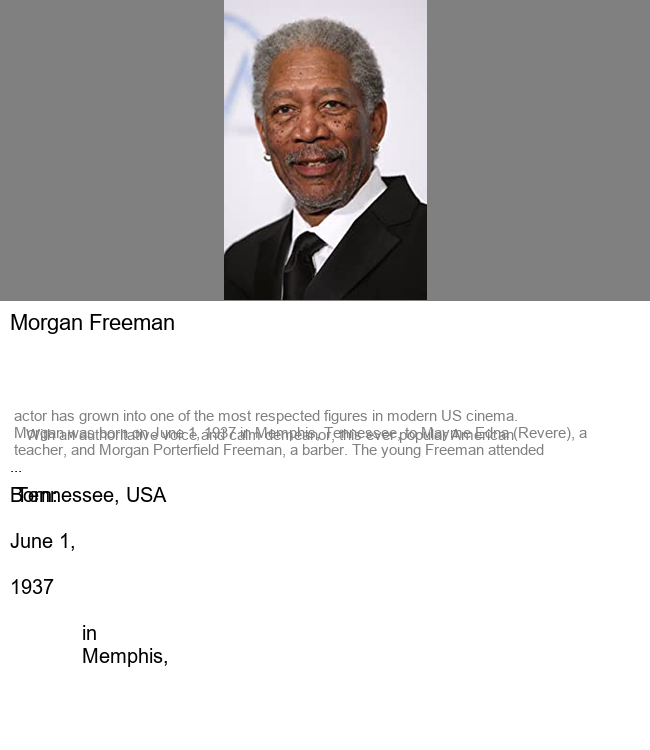 Morgan Freeman
actor has grown into one of the most respected figures in modern US cinema.
Morgan was born on June 1, 1937 in Memphis, Tennessee, to Mayme Edna (Revere), a
With an authoritative voice and calm demeanor, this ever popular American
teacher, and Morgan Porterfield Freeman, a barber. The young Freeman attended
...
Born: Tennessee, USA
June 1,
1937
in
Memphis,